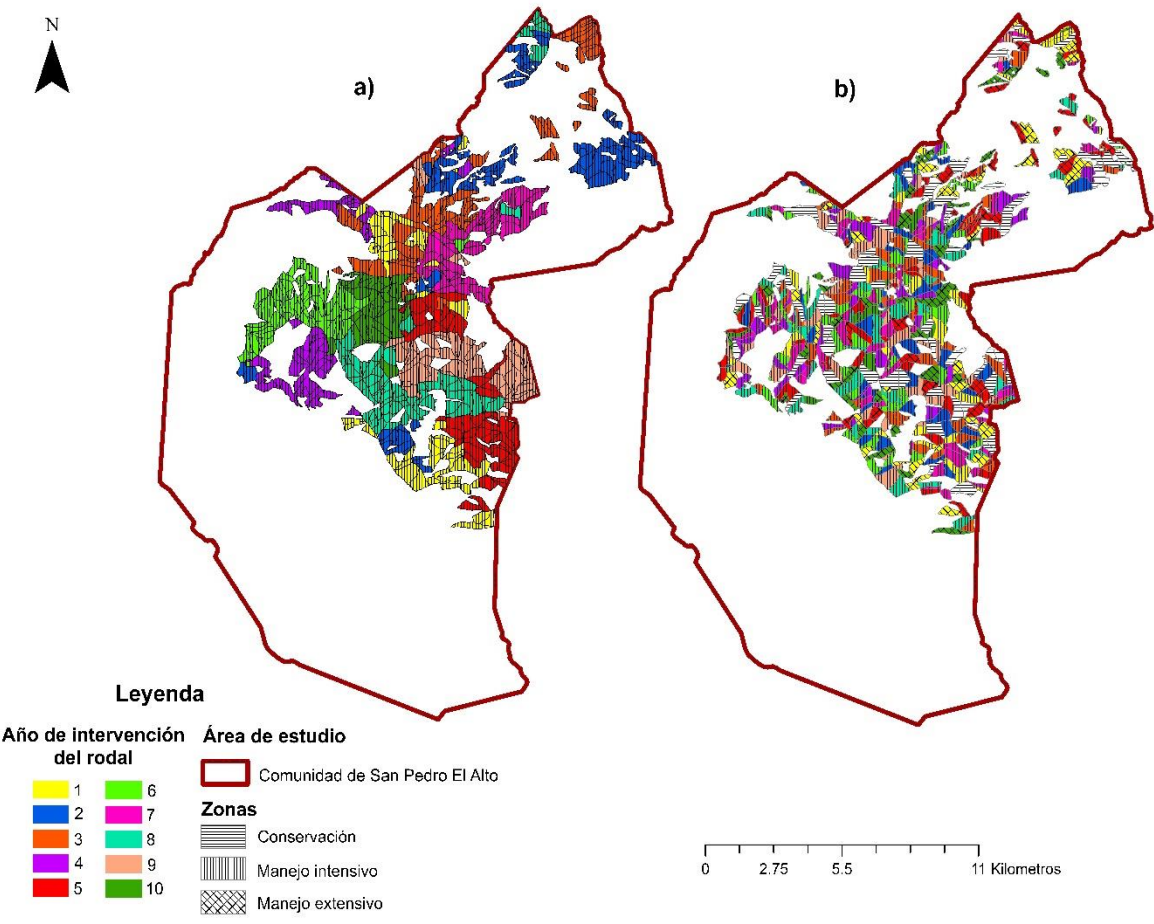 N
a)
b)
Leyenda
Año de intervención
del rodal
1
2
3
4
5
6
7
8
9
10
Área de estudio
Comunidad de San Pedro El Alto
Zonas
Conservación
Manejo intensivo
Manejo extensivo
0 2.75 5.5 11 Kilometros